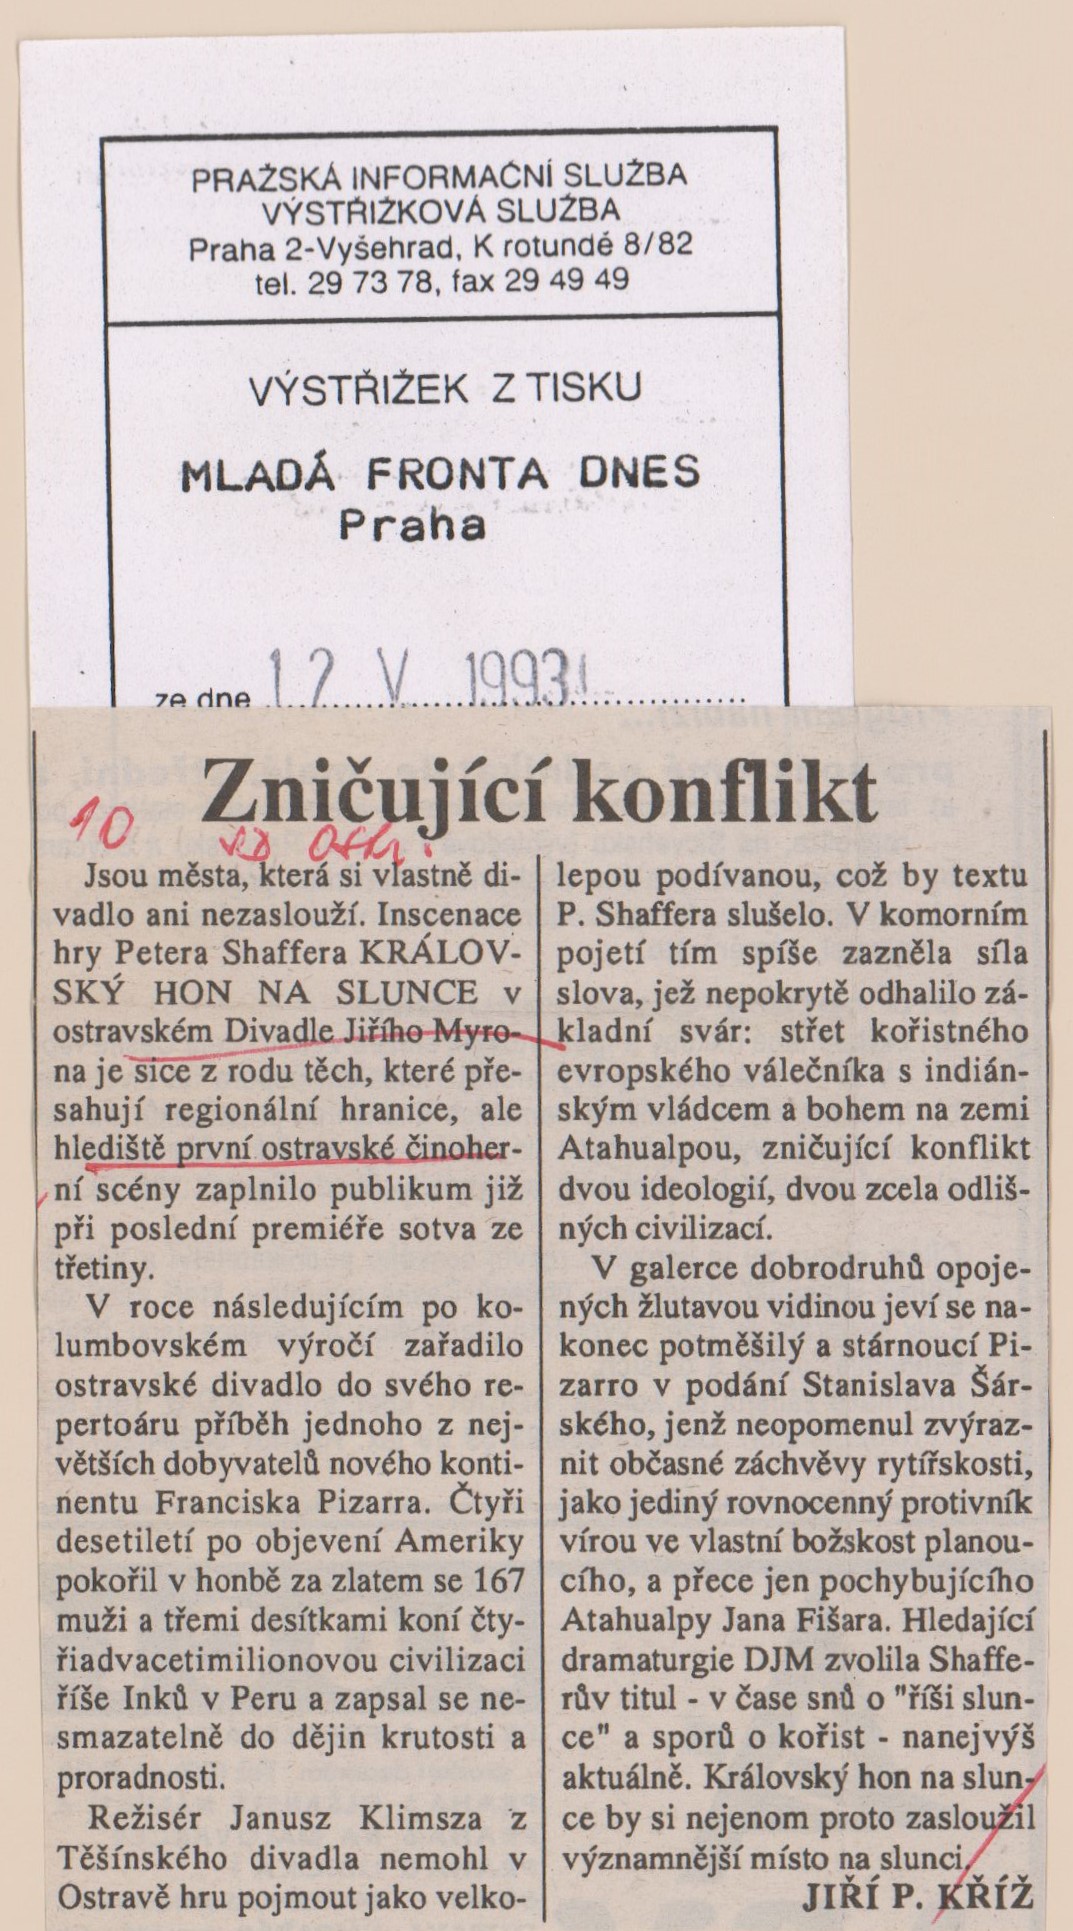 PRAŽSKÁ INFORMAČNÍ SLUŽBA
VÝSTŘIŽKOVÁ SLUŽBA
Praha 2-Vyšehrad, K rotundě 8/82
tel. 29 73 78, fax 29 49 49
VÝSTŘIŽEK Z TISKU
MLADÁ FRONTA DNES
Praha
ze dne 12 V 1993
Zničující konflikt
10
Jsou města, která si vlastně di-
vadlo ani nezaslouží. Inscenace
hry Petera Shaffera KRÁLOV-
SKÝ HON NA SLUNCE v
ostravském Divadle Jiřího Myro-
na je sice z rodu těch, které pře-
sahují regionální hranice, ale
hlediště první ostravské činoher-
ní scény zaplnilo publikum již
při poslední premiéře sotva ze
třetiny.
V roce následujícím po ko-
lumbovském výročí zařadilo
ostravské divadlo do svého re-
pertoáru příběh jednoho z nej-
větších dobyvatelů nového konti-
nentu Franciska Pizarra. Čtyři
desetiletí po objevení Ameriky
pokořil v honbě za zlatem se 167
muži a třemi desítkami koní čty-
řiadvacetimilionovou civilizaci
říše Inků v Peru a zapsal se ne-
smazatelně do dějin krutosti a
proradnosti.
Režisér Janusz Klimsza z
Těšínského divadla nemohl v
Ostravě hru pojmout jako velko-
lepou podívanou, což by textu
P. Shaffera slušelo. V komorním
pojetí tím spíše zazněla síla
slova, jež nepokrytě odhalilo zá-
kladní svár: střet kořistného
evropského válečníka s indián-
ským vládcem a bohem na zemi
Atahualpou, zničující konflikt
dvou ideologií, dvou zcela odliš-
ných civilizací.
V galerce dobrodruhů opoje-
ných žlutavou vidinou jeví se na-
konec potměšilý a stárnoucí Pi-
zarro v podání Stanislava Šár-
ského, jenž neopomenul zvýraz-
nit občasné záchvěvy rytířskosti,
jako jediný rovnocenný protivník
vírou ve vlastní božskost planou-
cího, a přece jen pochybujícího
Atahualpy Jana Fišara. Hledající
dramaturgie DJM zvolila Shaffe-
rův titul - v čase snů o "říši slun-
ce" a sporů o kořist - nanejvýš
aktuálně. Královský hon na slun-
ce by si nejenom proto zasloužil
významnější místo na slunci.
JIŘÍ P. KŘÍŽ